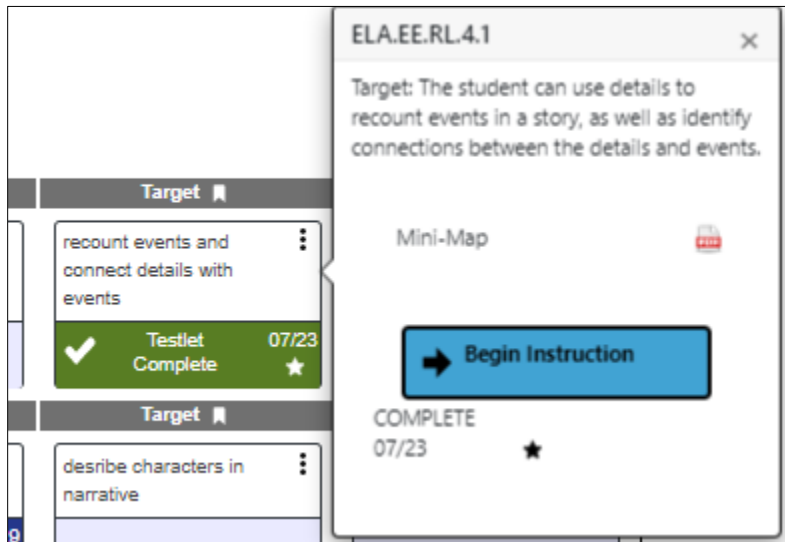 ELA.EE.RL.4.1
×
Target: The student can use details to
recount events in a story, as well as identify
connections between the details and events.
Mini-Map
Begin Instruction
COMPLETE
07/23
Target
recount events and
connect details with
events
Testlet
Complete
07/23
Target
desribe characters in
narrative
9